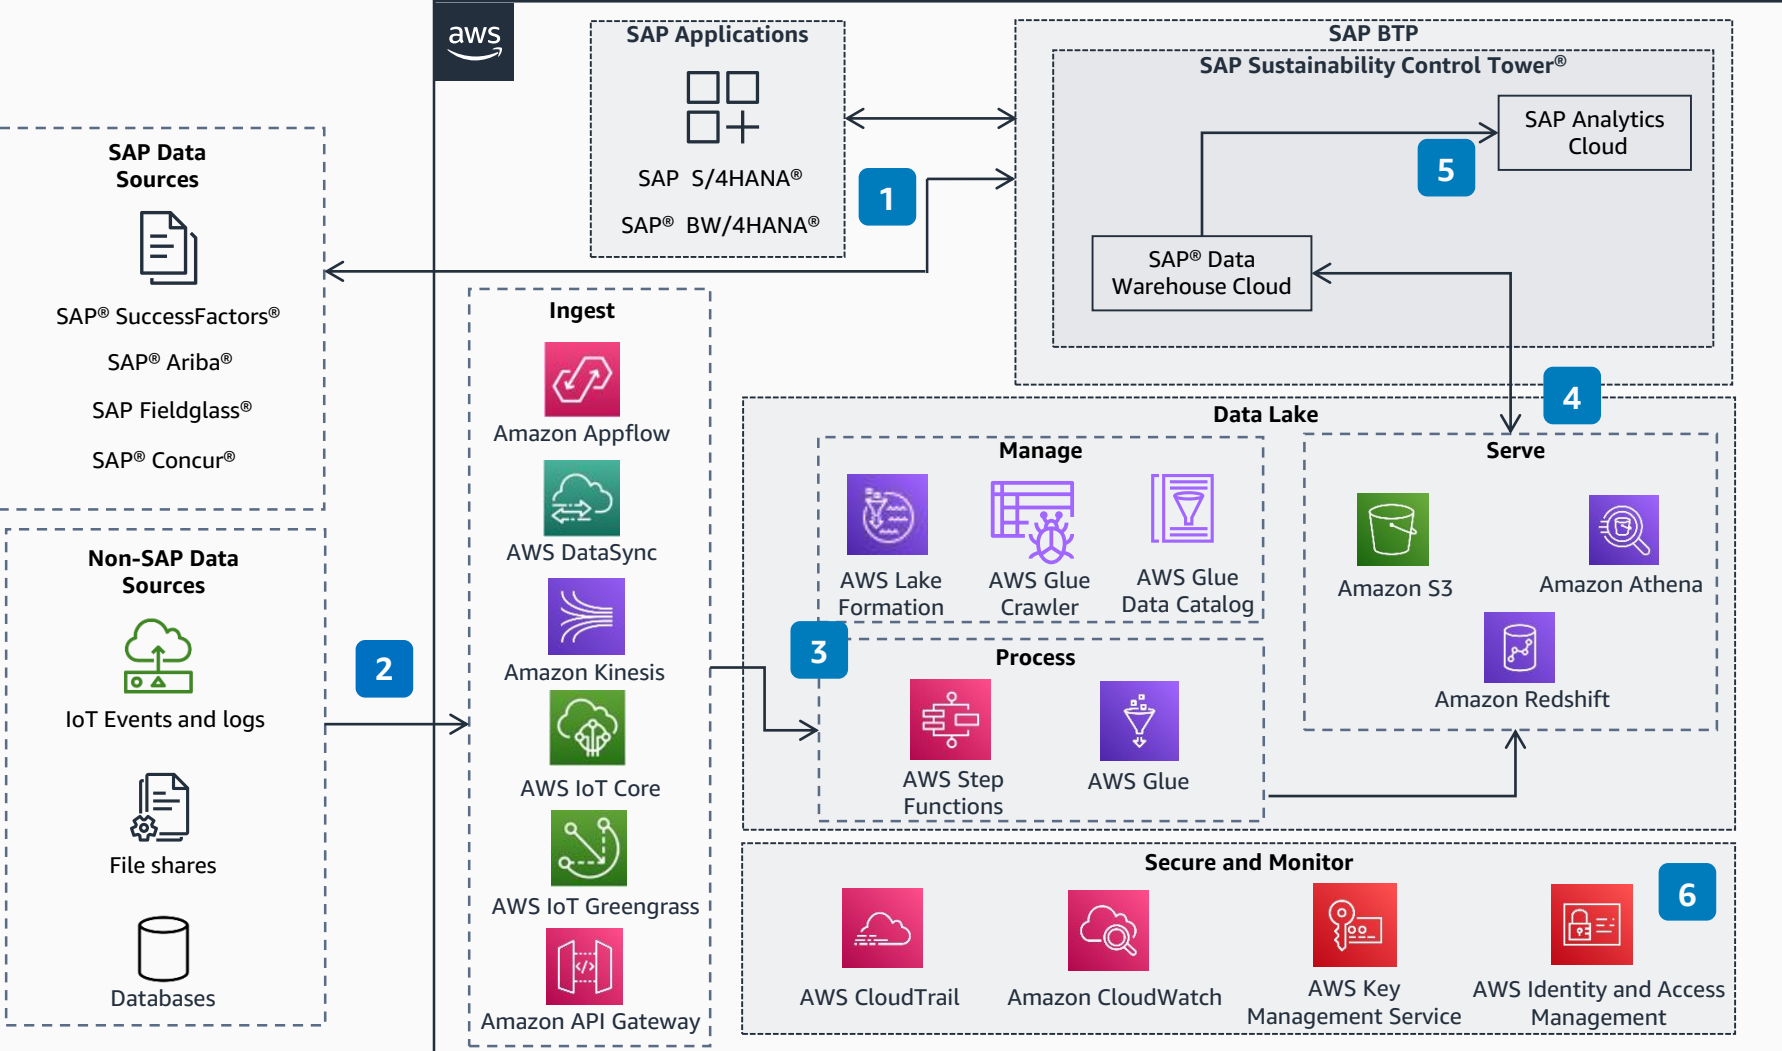 aws
SAP Applications
SAP S/4HANA®
SAP® BW/4HANA®
1
SAP BTP
SAP Sustainability Control Tower®
SAP Analytics
Cloud
5
SAP® Data
Warehouse Cloud
SAP Data
Sources
SAP® SuccessFactors®
SAP® Ariba®
SAP Fieldglass®
SAP® Concur®
Non-SAP Data
Sources
IoT Events and logs
File shares
Databases
2
Ingest
Amazon Appflow
AWS DataSync
Amazon Kinesis
AWS IoT Core
AWS IoT Greengrass
</>
Amazon API Gateway
4
Data Lake
Manage
AWS Lake
Formation
AWS Glue
Crawler
AWS Glue
Data Catalog
3
Process
AWS Step
Functions
AWS Glue
Serve
Amazon S3
Amazon Athena
Amazon Redshift
Secure and Monitor
6
AWS CloudTrail
Amazon CloudWatch
AWS Key
Management Service
AWS Identity and Access
Management